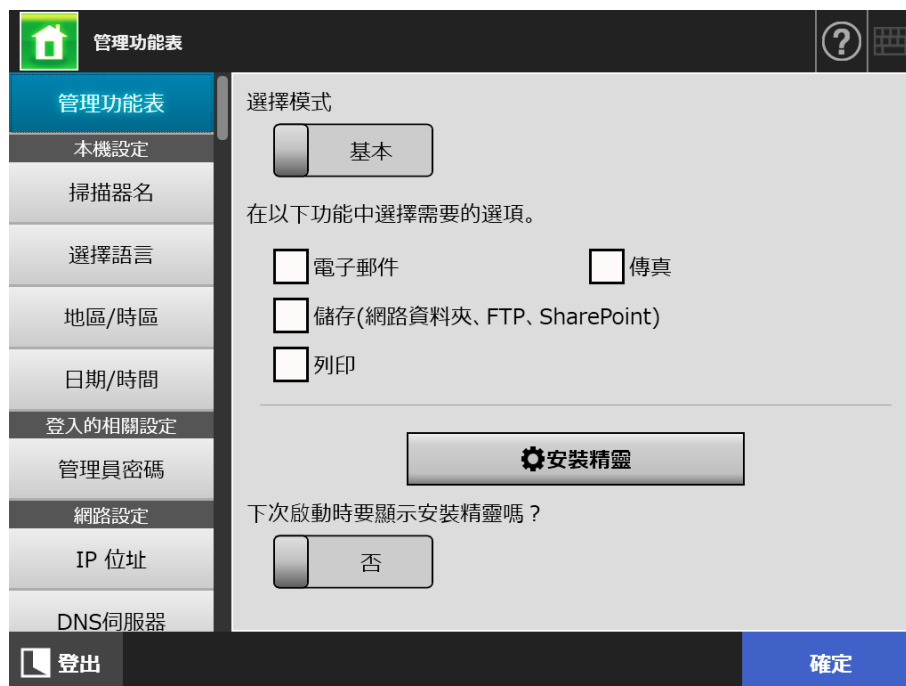 管理功能表
管理功能表
本機設定
掃描器名
選擇語言
地區/時區
日期/時間
登入的相關設定
管理員密碼
網路設定
IP 位址
DNS伺服器
選擇模式
基本
在以下功能中選擇需要的選項。
電子郵件
傳真
儲存(網路資料夾、FTP、SharePoint)
列印
安裝精靈
下次啟動時要顯示安裝精靈嗎？
否
登出
確定